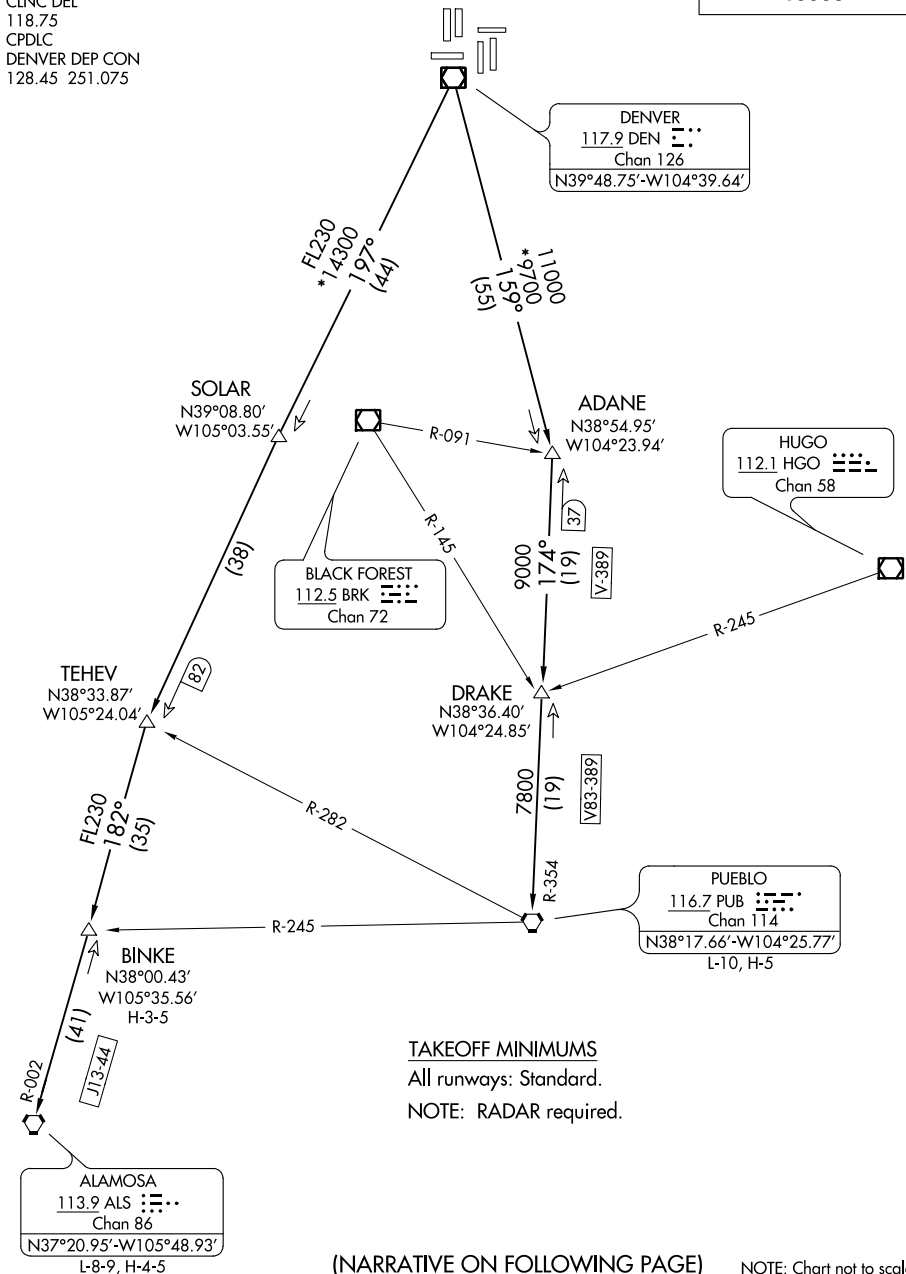 118.75
CPDLC
DENVER DEP CON
128.45 251.075
DENVER
117.9 DEN
Chan 126
N39°48.75'-W104°39.64'
FL230
*14300
197°
(44)
11000
*9700
159°
(55)
SOLAR
N39°08.80'
W105°03.55'
ADANE
N38°54.95'
W104°23.94'
R-091
HUGO
112.1 HGO
Chan 58
37
R-145
(38)
9000
174°
(19)
V-389
BLACK FOREST
112.5 BRK
Chan 72
R-245
TEHEV
N38°33.87'
W105°24.04'
82
DRAKE
N38°36.40'
W104°24.85'
7800
(19)
V83-389
FL230
182°
(35)
R-282
R-354
PUEBLO
116.7 PUB
Chan 114
N38°17.66'-W104°25.77'
L-10, H-5
R-245
BINKE
N38°00.43'
W105°35.56'
H-3-5
(41)
J13-44
R-002
TAKEOFF MINIMUMS
All runways: Standard.
NOTE: RADAR required.
ALAMOSA
113.9 ALS
Chan 86
N37°20.95'-W105°48.93'
L-8-9, H-4-5
(NARRATIVE ON FOLLOWING PAGE)
NOTE: Chart not to scale